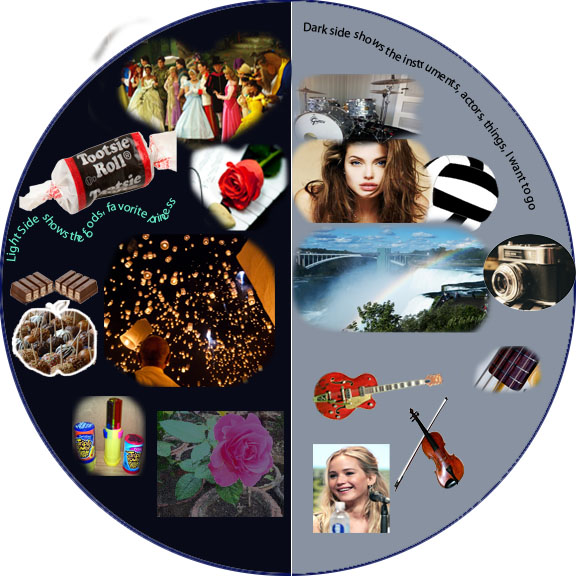 Dark side shows the instruments, actors, things, I want to go
Tootsie
Roll®
Tootsie
Light Side shows the foods, favorite princess